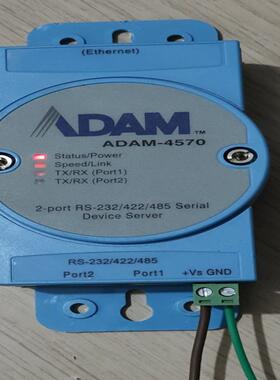 (Ethernet)
ADAM™
ADAM-4570
Status/Power
Speed/Link
TX/RX (Port1)
TX/RX (Port2)
2-port RS-232/422/485 Serial
Device Server
RS-232/422/485
Port2 Port1 +Vs GND